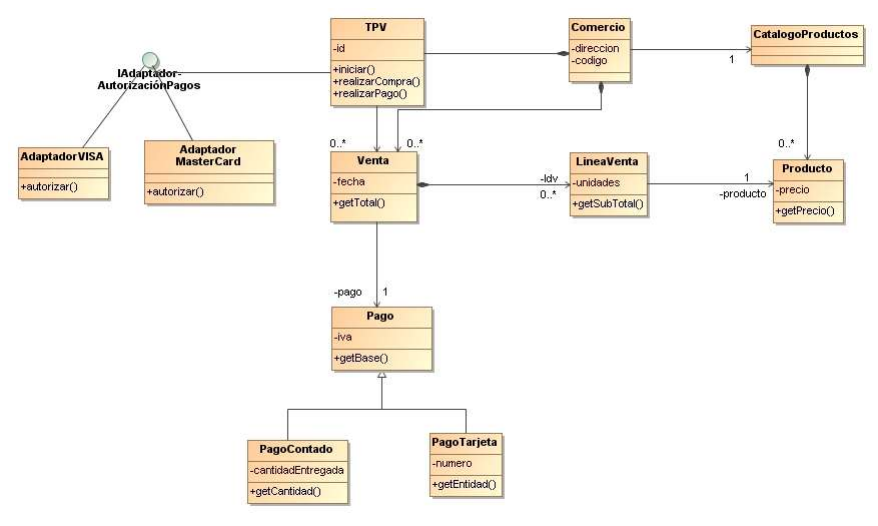 TPV
-id
+iniciar()
+realizarCompra()
+realizarPago()
Comercio
-direccion
-codigo
1
CatalogoProductos
IAdaptador-
AutorizaciónPagos
AdaptadorVISA
+autorizar()
Adaptador
MasterCard
+autorizar()
0..*
0..*
Venta
-fecha
+getTotal()
-ldv
0..*
LineaVenta
-unidades
+getSubTotal()
1
-producto
0..*
Producto
-precio
+getPrecio()
-pago
1
Pago
-iva
+getBase()
PagoContado
-cantidadEntregada
+getCantidad()
PagoTarjeta
-numero
+getEntidad()